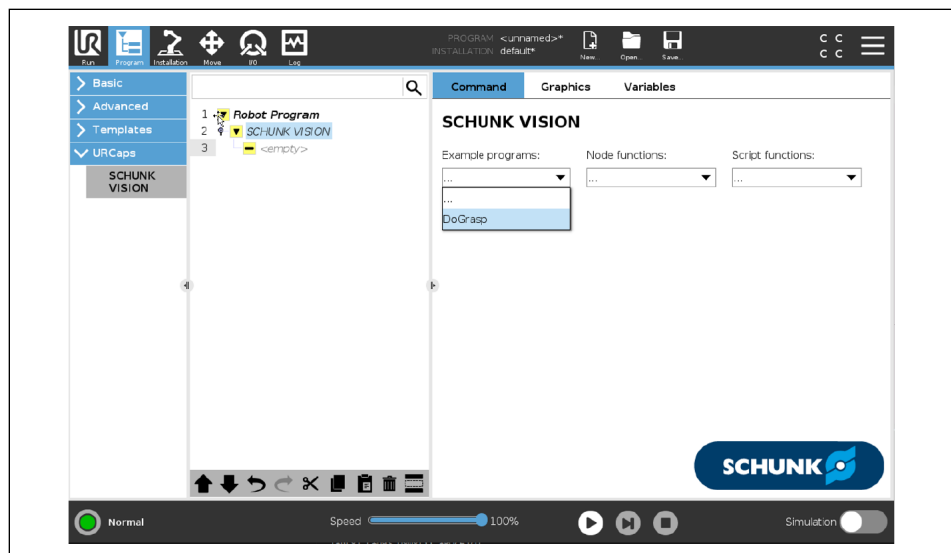 PROGRAM <unnamed>*
INSTALLATION default*
Run Program Installation Move I/O Log
New... Open... Save...
C C
C C
Basic
Advanced
Templates
URCaps
SCHUNK
VISION
1 Robot Program
2 SCHUNK VISION
3 <empty>
Command Graphics Variables
SCHUNK VISION
Example programs: Node functions: Script functions:
... ... ...
...
DoGrasp
SCHUNK
Normal Speed 100% Simulation